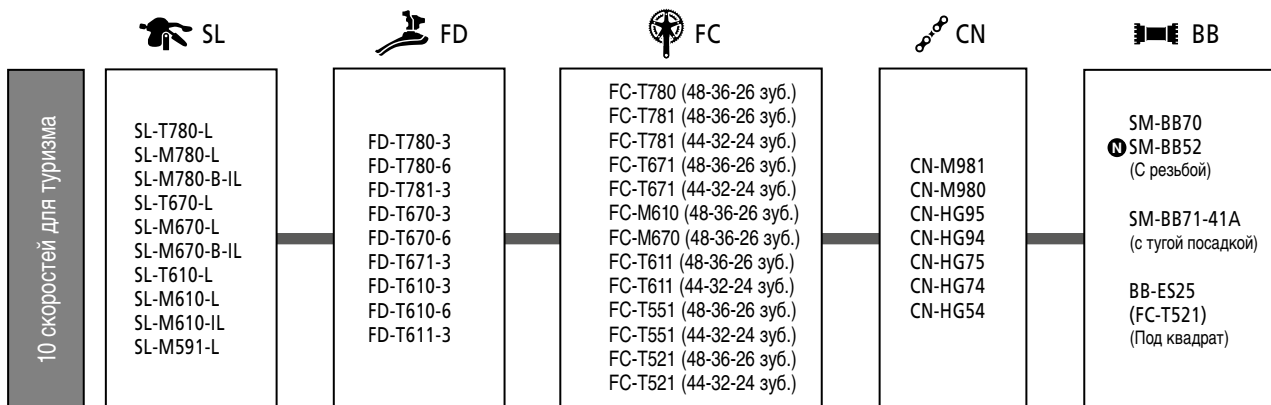 SL
FD
FC
CN
BB
10 скоростей для туризма
SL-T780-L
SL-M780-L
SL-M780-B-IL
SL-T670-L
SL-M670-L
SL-M670-B-IL
SL-T610-L
SL-M610-L
SL-M610-IL
SL-M591-L
FD-T780-3
FD-T780-6
FD-T781-3
FD-T670-3
FD-T670-6
FD-T671-3
FD-T610-3
FD-T610-6
FD-T611-3
FC-T780 (48-36-26 зуб.)
FC-T781 (48-36-26 зуб.)
FC-T781 (44-32-24 зуб.)
FC-T671 (48-36-26 зуб.)
FC-T671 (44-32-24 зуб.)
FC-M610 (48-36-26 зуб.)
FC-M670 (48-36-26 зуб.)
FC-T611 (48-36-26 зуб.)
FC-T611 (44-32-24 зуб.)
FC-T551 (48-36-26 зуб.)
FC-T551 (44-32-24 зуб.)
FC-T521 (48-36-26 зуб.)
FC-T521 (44-32-24 зуб.)
CN-M981
CN-M980
CN-HG95
CN-HG94
CN-HG75
CN-HG74
CN-HG54
SM-BB70
N SM-BB52
(С резьбой)
SM-BB71-41A
(с тугой посадкой)
BB-ES25
(FC-T521)
(Под квадрат)